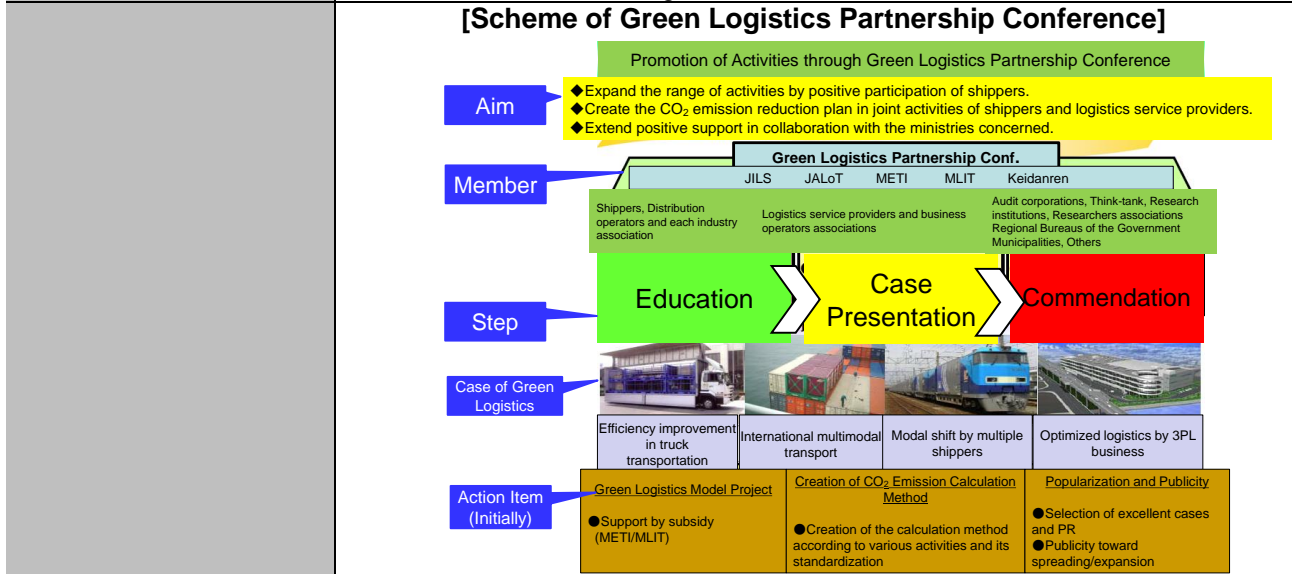 [Scheme of Green Logistics Partnership Conference]
Promotion of Activities through Green Logistics Partnership Conference
Aim
◆Expand the range of activities by positive participation of shippers.
◆Create the CO₂ emission reduction plan in joint activities of shippers and logistics service providers.
◆Extend positive support in collaboration with the ministries concerned.
Green Logistics Partnership Conf.
Member
JILS JALoT METI MLIT Keidanren
Shippers, Distribution
operators and each industry
association
Logistics service providers and business
operators associations
Audit corporations, Think-tank, Research
institutions, Researchers associations
Regional Bureaus of the Government
Municipalities, Others
Step
Education
Case
Presentation
Commendation
Case of Green
Logistics
Efficiency improvement
in truck
transportation
International multimodal
transport
Modal shift by multiple
shippers
Optimized logistics by 3PL
business
Action Item
(Initially)
Green Logistics Model Project
●Support by subsidy
(METI/MLIT)
Creation of CO₂ Emission Calculation
Method
●Creation of the calculation method
according to various activities and its
standardization
Popularization and Publicity
●Selection of excellent cases
and PR
●Publicity toward
spreading/expansion